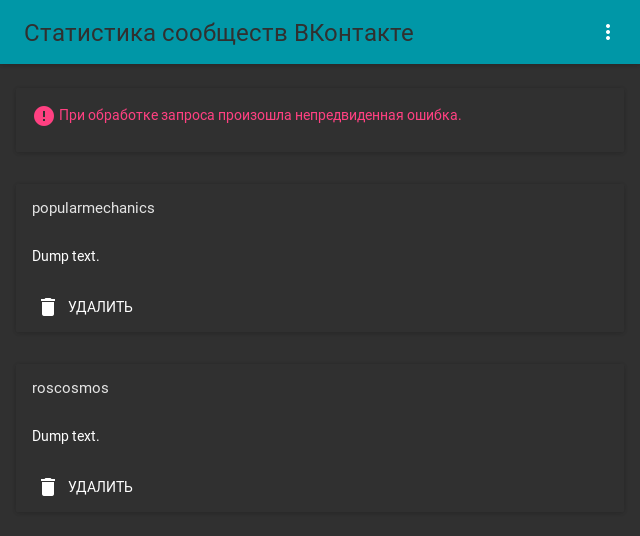 Статистика сообществ ВКонтакте
При обработке запроса произошла непредвиденная ошибка.
popularmechanics
Dump text.
УДАЛИТЬ
roscosmos
Dump text.
УДАЛИТЬ